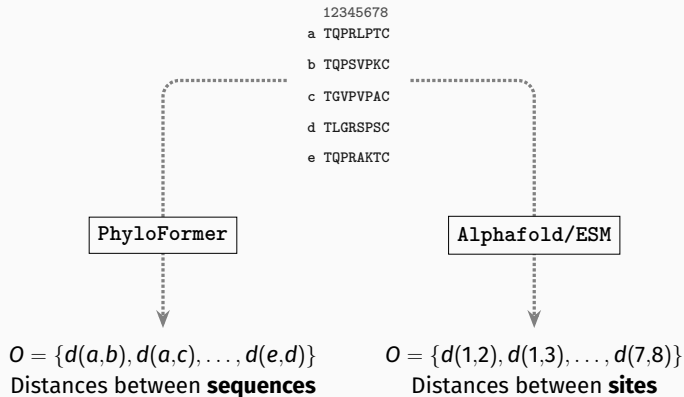 12345678
a TQPRLPTC
b TQPSVPKC
c TGVPVPAC
d TLGRSPSC
e TQPRAKTC
PhyloFormer
Alphafold/ESM
O = {d(a,b), d(a,c), . . . , d(e,d)}
Distances between sequences
O = {d(1,2), d(1,3), . . . , d(7,8)}
Distances between sites